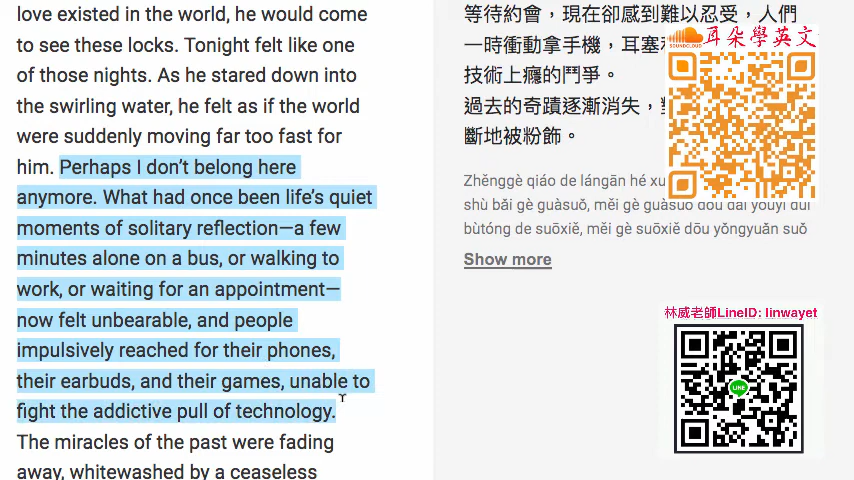 love existed in the world, he would come
to see these locks. Tonight felt like one
of those nights. As he stared down into
the swirling water, he felt as if the world
were suddenly moving far too fast for
him. Perhaps I don’t belong here
anymore. What had once been life’s quiet
moments of solitary reflection—a few
minutes alone on a bus, or walking to
work, or waiting for an appointment—
now felt unbearable, and people
impulsively reached for their phones,
their earbuds, and their games, unable to
fight the addictive pull of technology.
The miracles of the past were fading
away, whitewashed by a ceaseless
等待約會，現在卻感到難以忍受，人們
一時衝動拿手機，耳塞
技術上癮的鬥爭。
過去的奇蹟逐漸消失，
斷地被粉飾。
Zhěnggè qiáo de lángān hé
shù bǎi gè guàsuǒ, měi gè guàsuǒ dōu dài yǒuyì duì
bùtóng de suōxiě, měi gè suōxiě dōu yǒngyuǎn suǒ
Show more
SOUNDCLOUD 耳朵學英文
林威老師LineID: linwayet
LINE